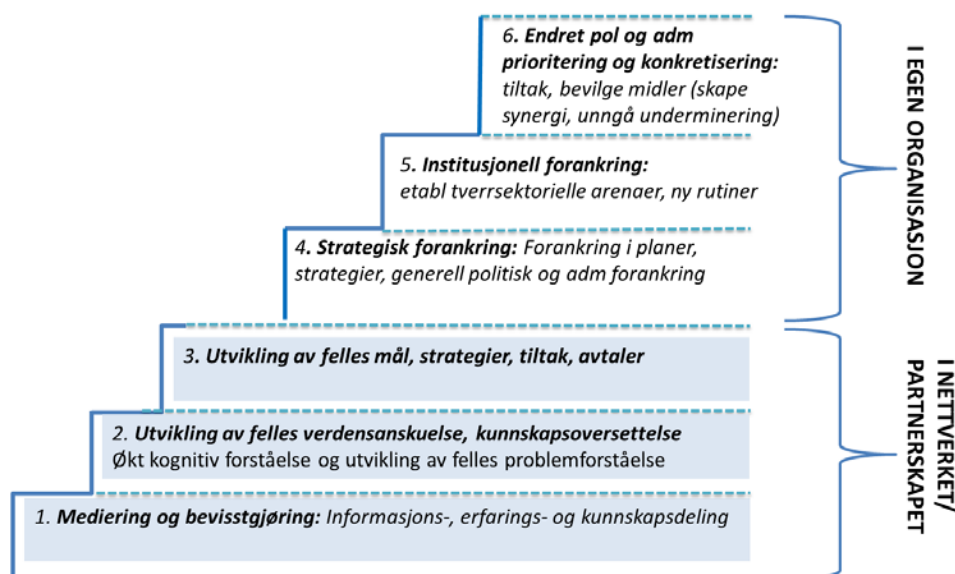 6. Endret pol og adm
prioritering og konkretisering:
tiltak, bevilge midler (skape
synergi, unngå underminering)
5. Institusjonell forankring:
etabl tverrsektorielle arenaer, ny rutiner
4. Strategisk forankring: Forankring i planer,
strategier, generell politisk og adm forankring
I EGEN ORGANISASJON
3. Utvikling av felles mål, strategier, tiltak, avtaler
2. Utvikling av felles verdensanskuelse, kunnskapsoversettelse
Økt kognitiv forståelse og utvikling av felles problemforståelse
1. Mediering og bevisstgjøring: Informasjons-, erfarings- og kunnskapsdeling
I NETTVERKET/
PARTNERSKAPET